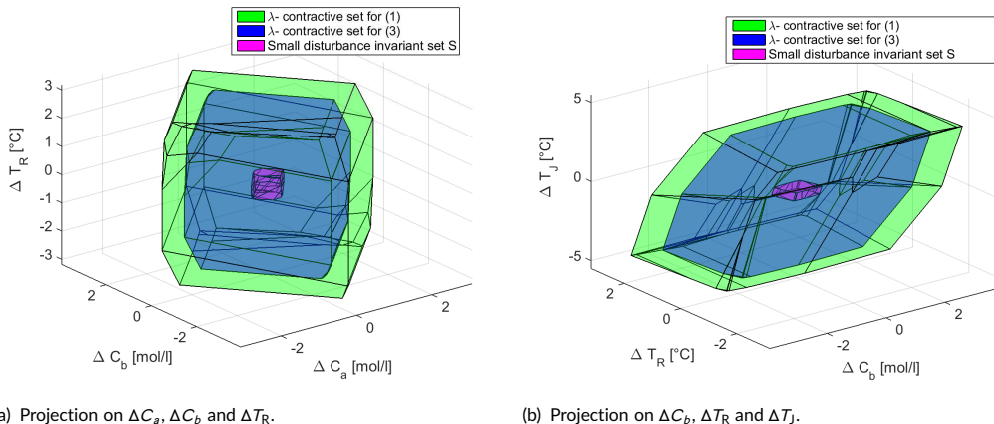 λ- contractive set for (1)
λ- contractive set for (3)
Small disturbance invariant set S
3
2
1
0
-1
-2
-3
Δ T_R [°C]
2
0
-2
Δ C_b [mol/l]
-2
0
2
Δ C_a [mol/l]
a) Projection on ΔC_a, ΔC_b and ΔT_R.
λ- contractive set for (1)
λ- contractive set for (3)
Small disturbance invariant set S
5
0
-5
Δ T_J [°C]
2
0
-2
Δ T_R [°C]
-2
0
2
Δ C_b [mol/l]
(b) Projection on ΔC_b, ΔT_R and ΔT_J.